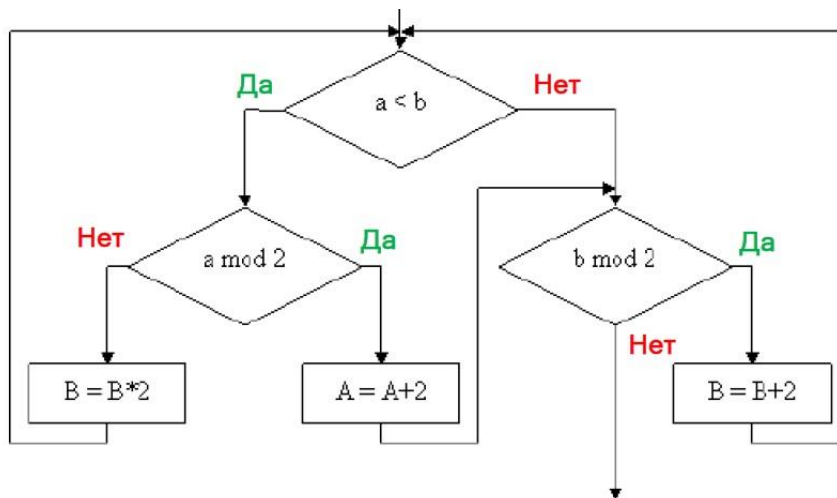 Да
a < b
Нет
Нет
a mod 2
Да
b mod 2
Да
Нет
B = B*2
A = A+2
B = B+2